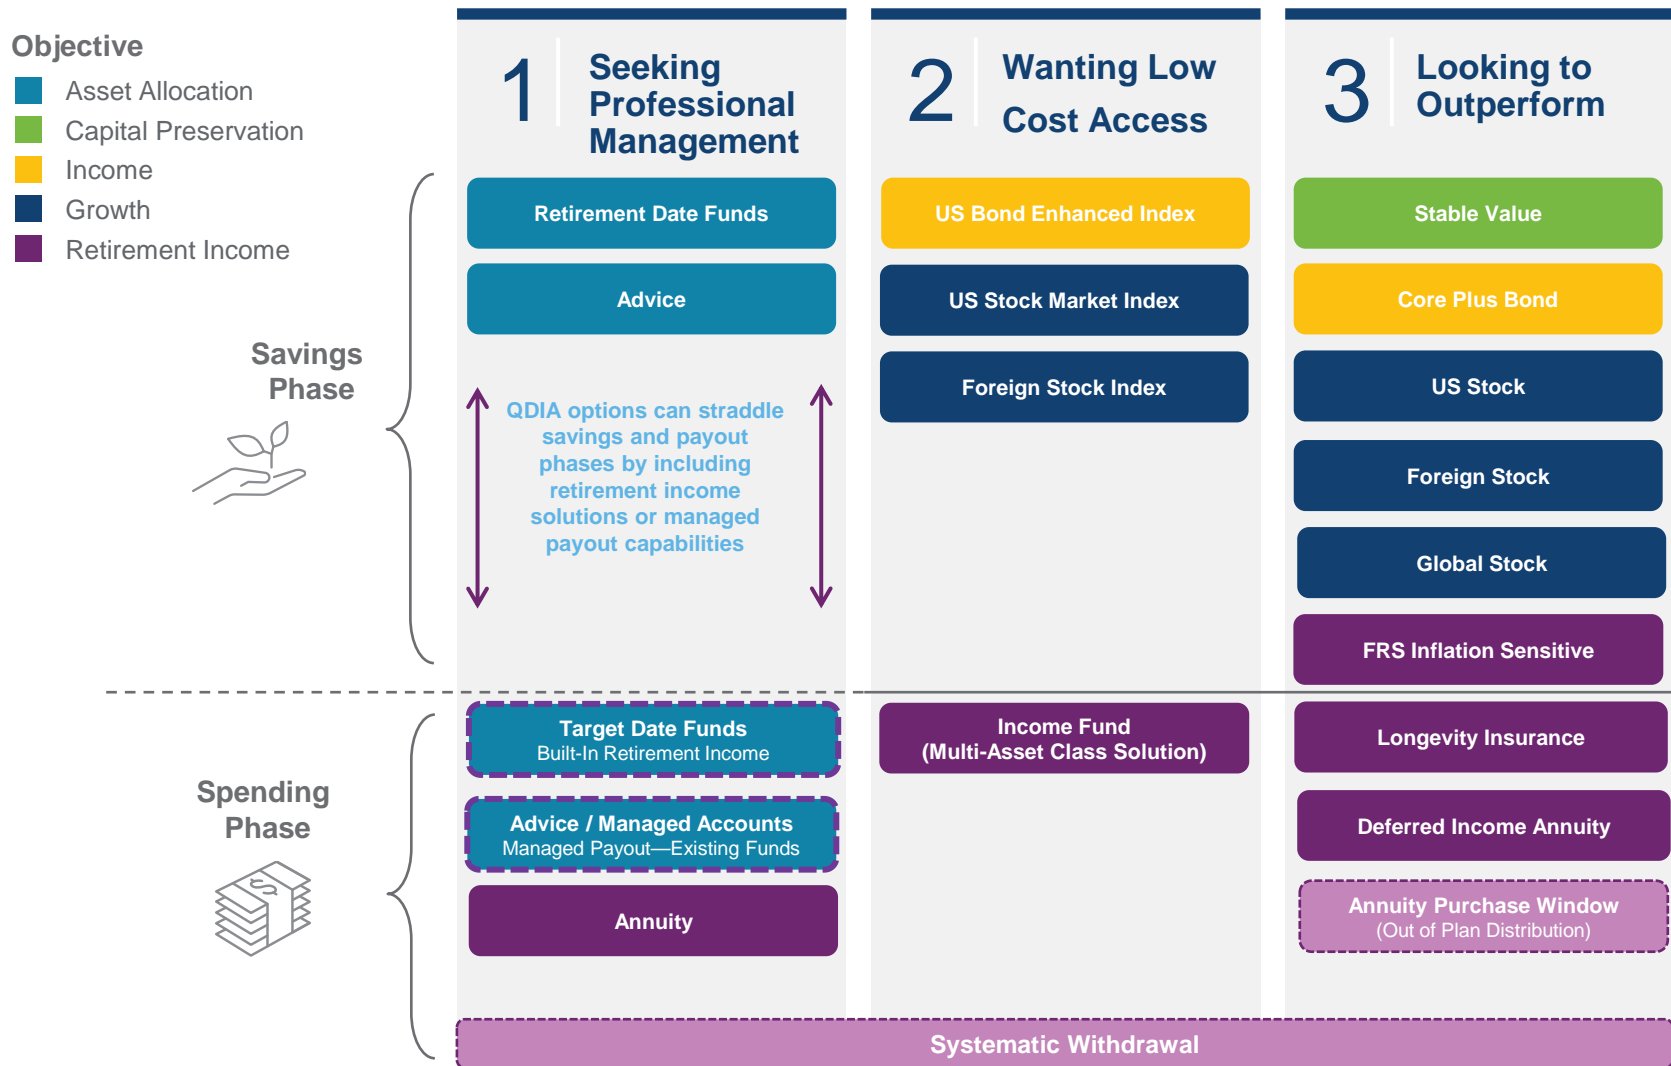 Objective
Asset Allocation
Capital Preservation
Income
Growth
Retirement Income
1
Seeking
Professional
Management
2
Wanting Low
Cost Access
3
Looking to
Outperform
Savings
Phase
Retirement Date Funds
Advice
QDIA options can straddle
savings and payout
phases by including
retirement income
solutions or managed
payout capabilities
US Bond Enhanced Index
US Stock Market Index
Foreign Stock Index
Stable Value
Core Plus Bond
US Stock
Foreign Stock
Global Stock
FRS Inflation Sensitive
Spending
Phase
$
Target Date Funds
Built-In Retirement Income
Advice / Managed Accounts
Managed Payout—Existing Funds
Annuity
Income Fund
(Multi-Asset Class Solution)
Longevity Insurance
Deferred Income Annuity
Annuity Purchase Window
(Out of Plan Distribution)
Systematic Withdrawal